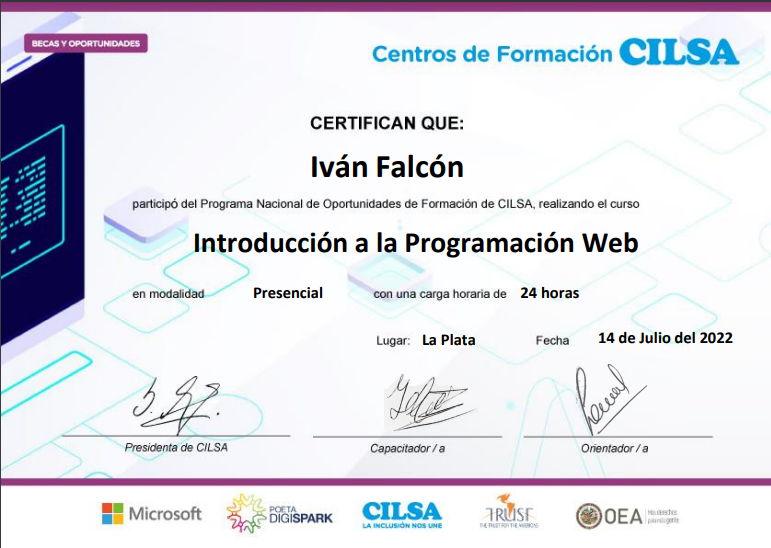 BECAS Y OPORTUNIDADES
Centros de Formación CILSA
CERTIFICAN QUE:
Iván Falcón
participó del Programa Nacional de Oportunidades de Formación de CILSA, realizando el curso
Introducción a la Programación Web
en modalidad Presencial con una carga horaria de 24 horas
Lugar: La Plata Fecha 14 de Julio del 2022
Presidenta de CILSA Capacitador / a Orientador / a
Microsoft
POETA
DIGISPARK
CILSA
LA INCLUSIÓN NOS UNE
TRUST
THE TRUST FOR THE AMERICAS
OEA
Más derechos
para más gente